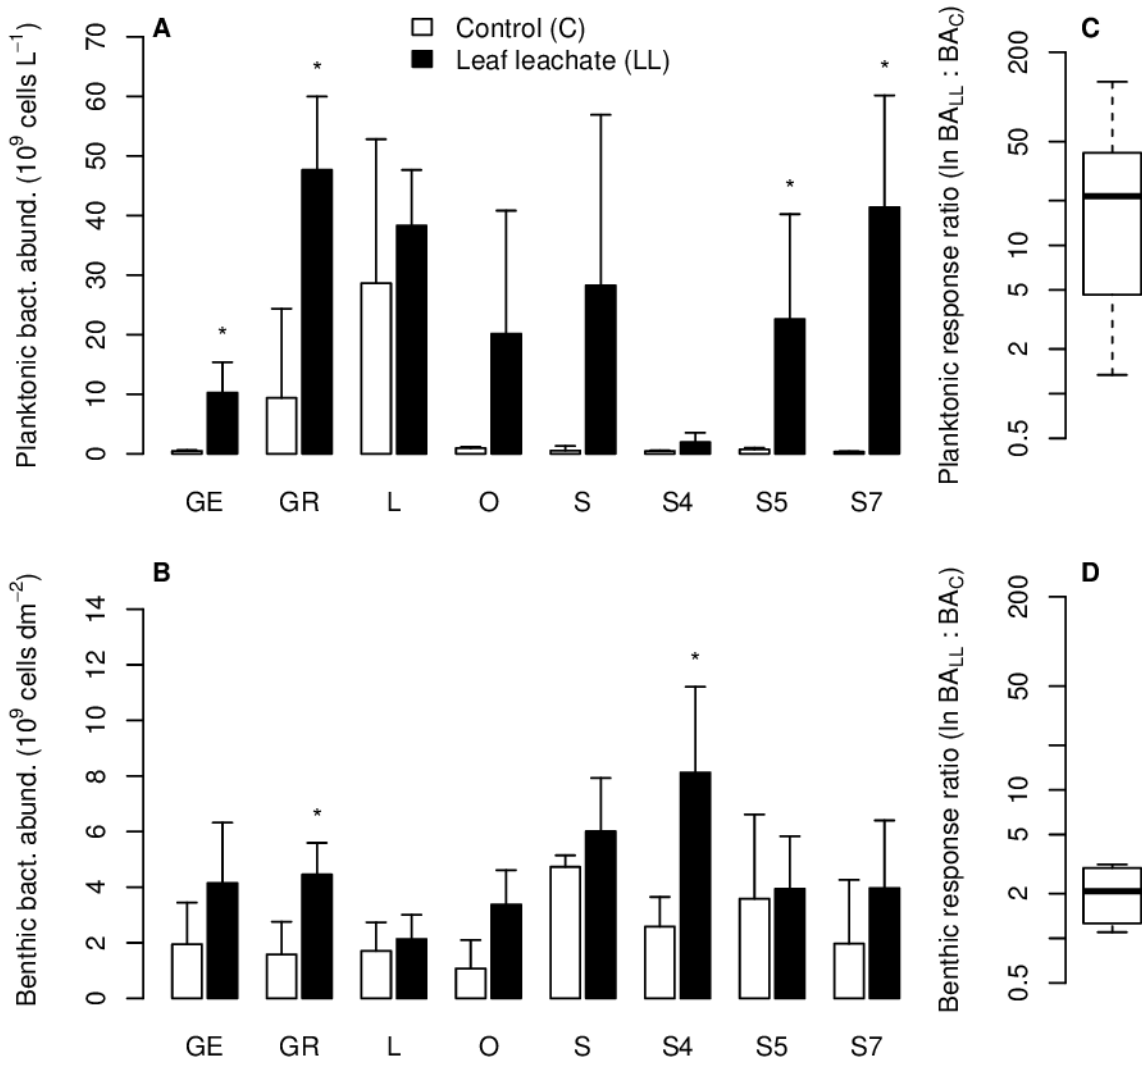 A
Control (C)
Leaf leachate (LL)
Planktonic bact. abund. (10⁹ cells L⁻¹)
70
60
50
40
30
20
10
0
*
*
*
*
GE GR L O S S4 S5 S7
C
Planktonic response ratio (ln BA_LL : BA_C)
200
50
10
5
2
0.5
B
Benthic bact. abund. (10⁹ cells dm⁻²)
14
12
10
8
6
4
2
0
*
*
GE GR L O S S4 S5 S7
D
Benthic response ratio (ln BA_LL : BA_C)
200
50
10
5
2
0.5